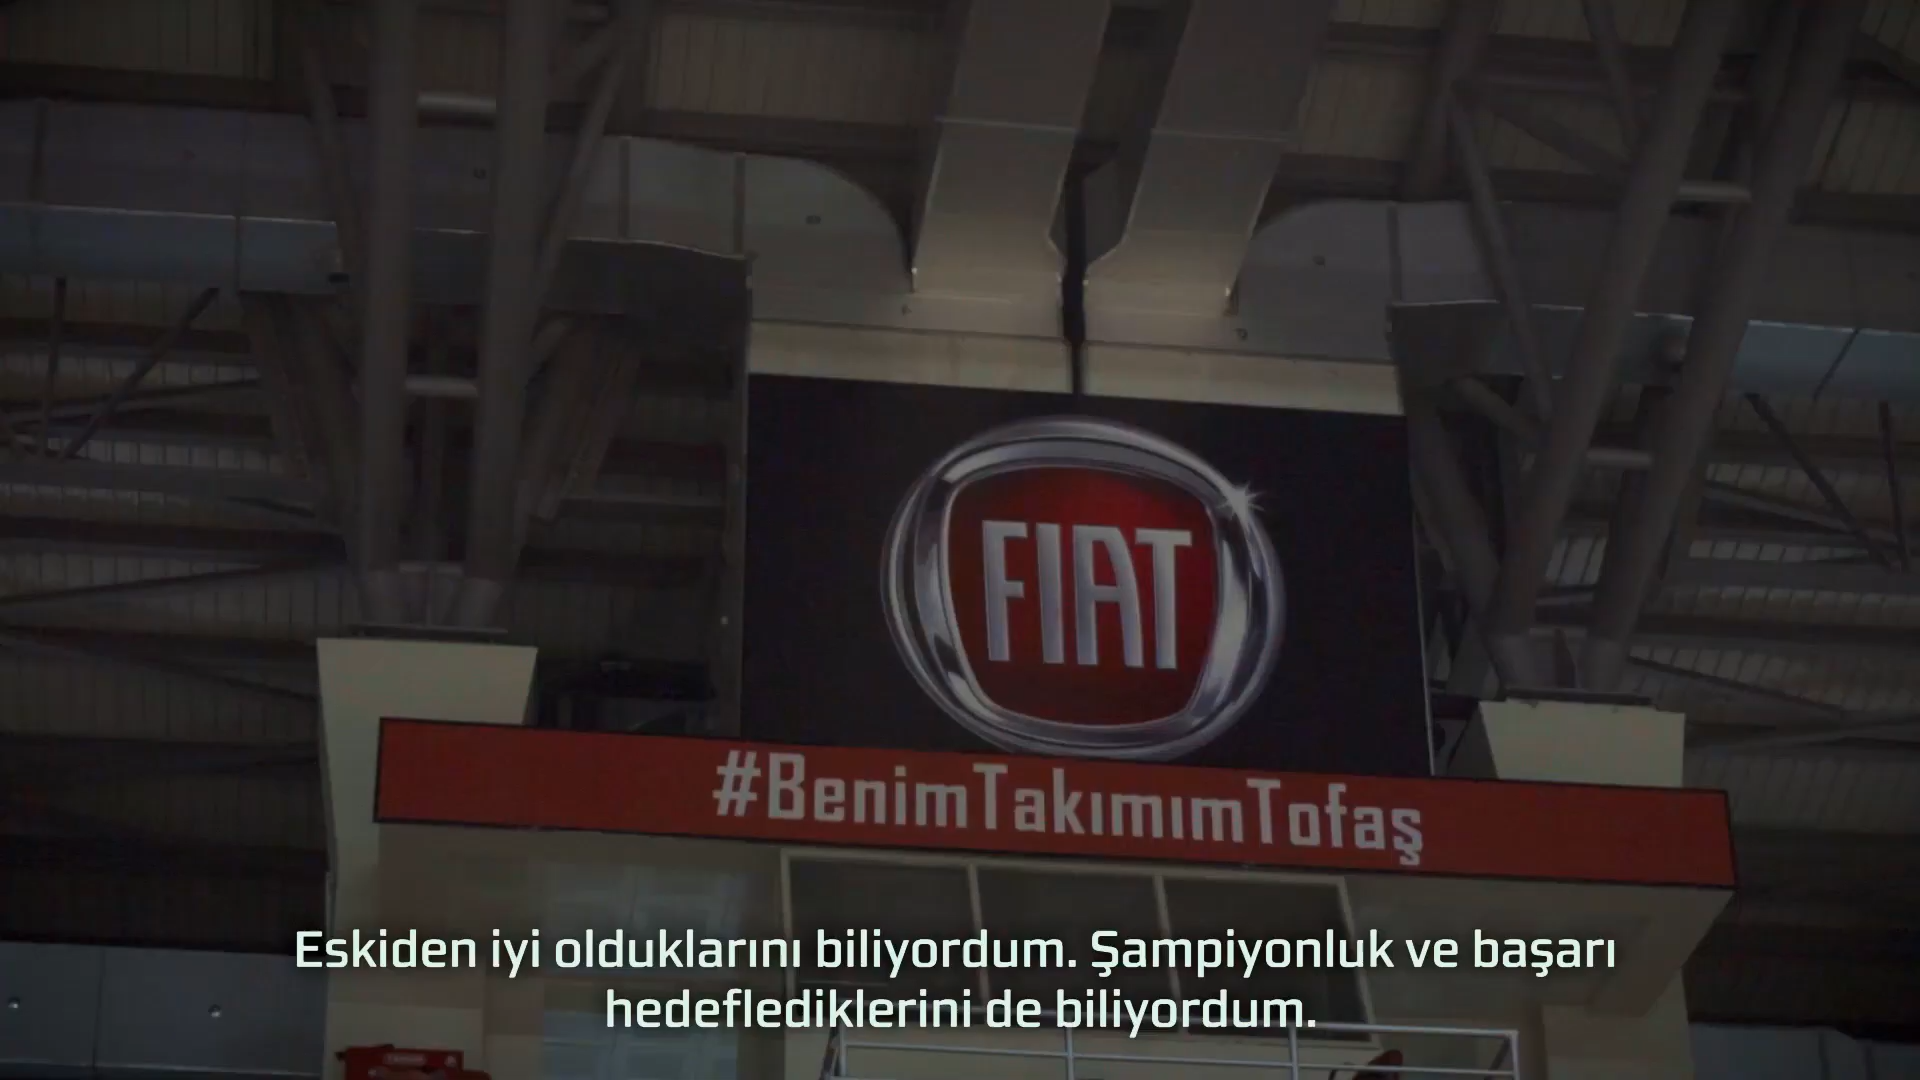 FIAT
#BenimTakımımTofaş
Eskiden iyi olduklarını biliyordum. Şampiyonluk ve başarı
hedeflediklerini de biliyordum.